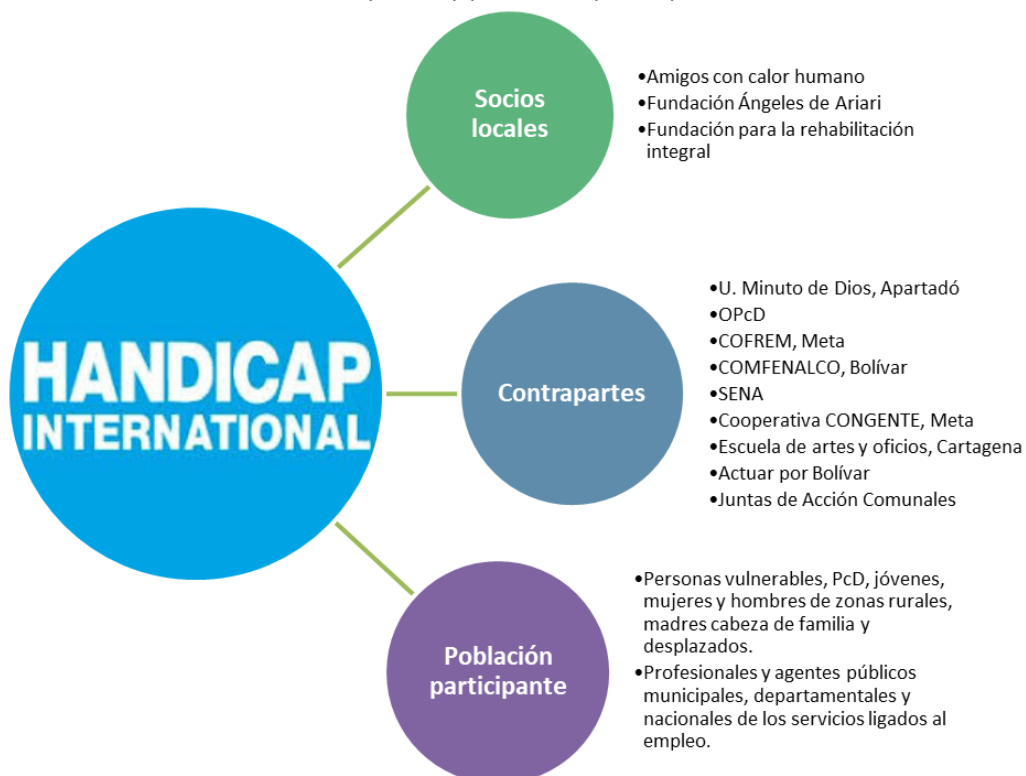 HANDICAP
INTERNATIONAL
Socios
locales
•Amigos con calor humano
•Fundación Ángeles de Ariari
•Fundación para la rehabilitación
integral
Contrapartes
•U. Minuto de Dios, Apartadó
•OPcD
•COFREM, Meta
•COMFENALCO, Bolívar
•SENA
•Cooperativa CONGENTE, Meta
•Escuela de artes y oficios, Cartagena
•Actuar por Bolívar
•Juntas de Acción Comunales
Población
participante
•Personas vulnerables, PcD, jóvenes,
mujeres y hombres de zonas rurales,
madres cabeza de familia y
desplazados.
•Profesionales y agentes públicos
municipales, departamentales y
nacionales de los servicios ligados al
empleo.